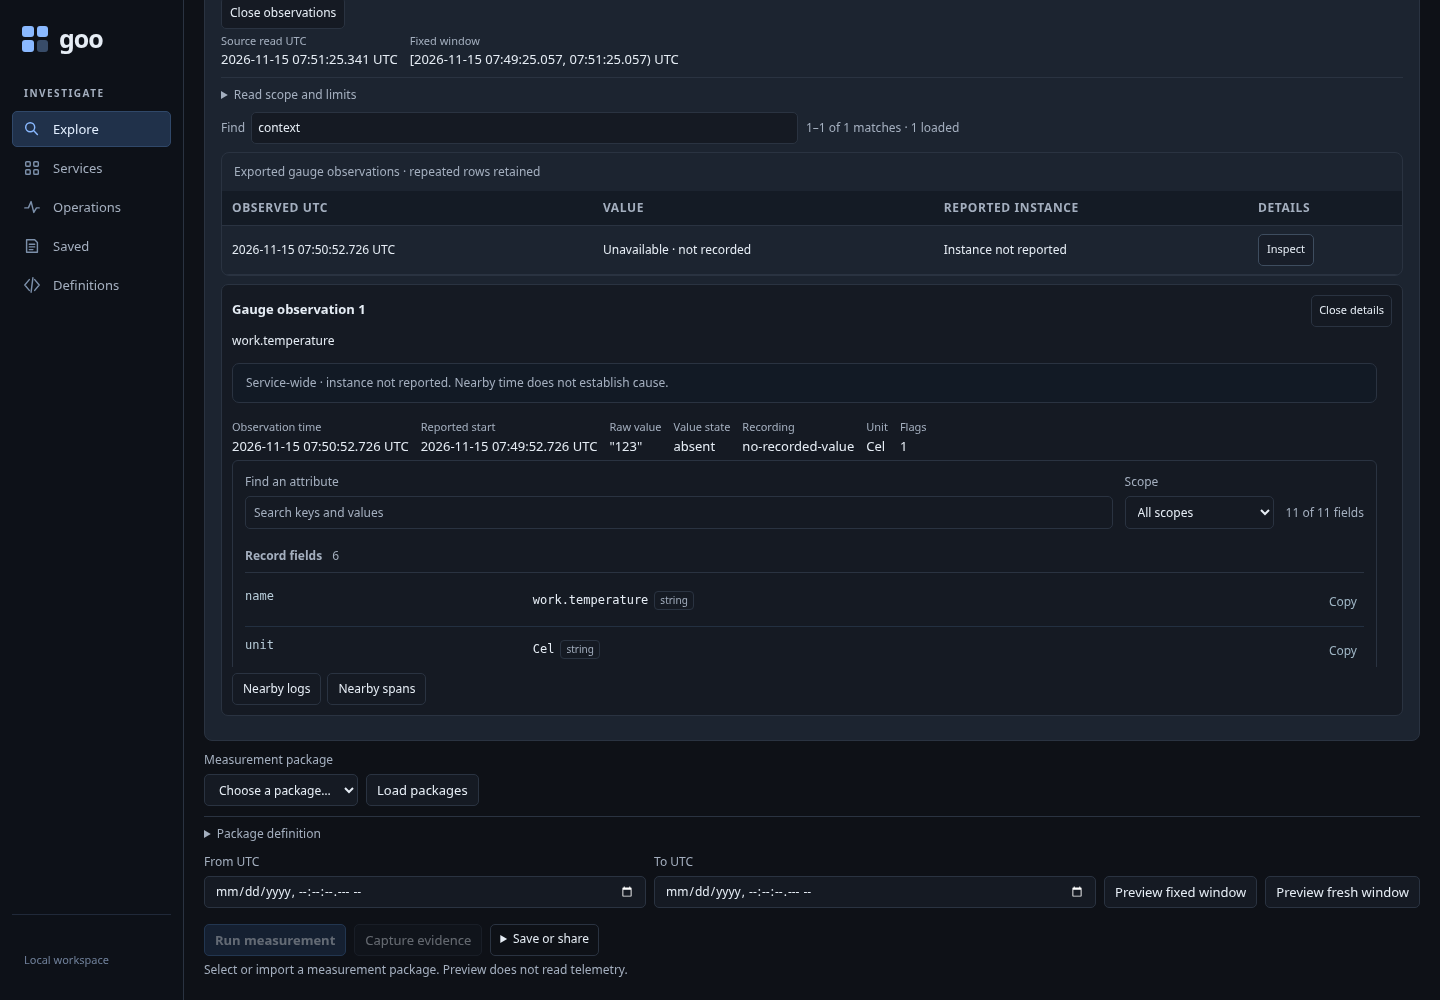 goo
INVESTIGATE
Explore
Services
Operations
Saved
Definitions
Local workspace
Close observations
Source read UTC
2026-11-15 07:51:25.341 UTC
Fixed window
[2026-11-15 07:49:25.057, 07:51:25.057) UTC
Read scope and limits
Find context 1–1 of 1 matches · 1 loaded
Exported gauge observations · repeated rows retained
OBSERVED UTC VALUE REPORTED INSTANCE DETAILS
2026-11-15 07:50:52.726 UTC Unavailable · not recorded Instance not reported Inspect
Gauge observation 1 Close details
work.temperature
Service-wide · instance not reported. Nearby time does not establish cause.
Observation time Reported start Raw value Value state Recording Unit Flags
2026-11-15 07:50:52.726 UTC 2026-11-15 07:49:52.726 UTC "123" absent no-recorded-value Cel 1
Find an attribute Scope
Search keys and values All scopes 11 of 11 fields
Record fields 6
name work.temperature string Copy
unit Cel string Copy
Nearby logs Nearby spans
Measurement package
Choose a package... Load packages
Package definition
From UTC To UTC
mm/dd/yyyy, --:--:--.--- -- mm/dd/yyyy, --:--:--.--- -- Preview fixed window Preview fresh window
Run measurement Capture evidence Save or share
Select or import a measurement package. Preview does not read telemetry.